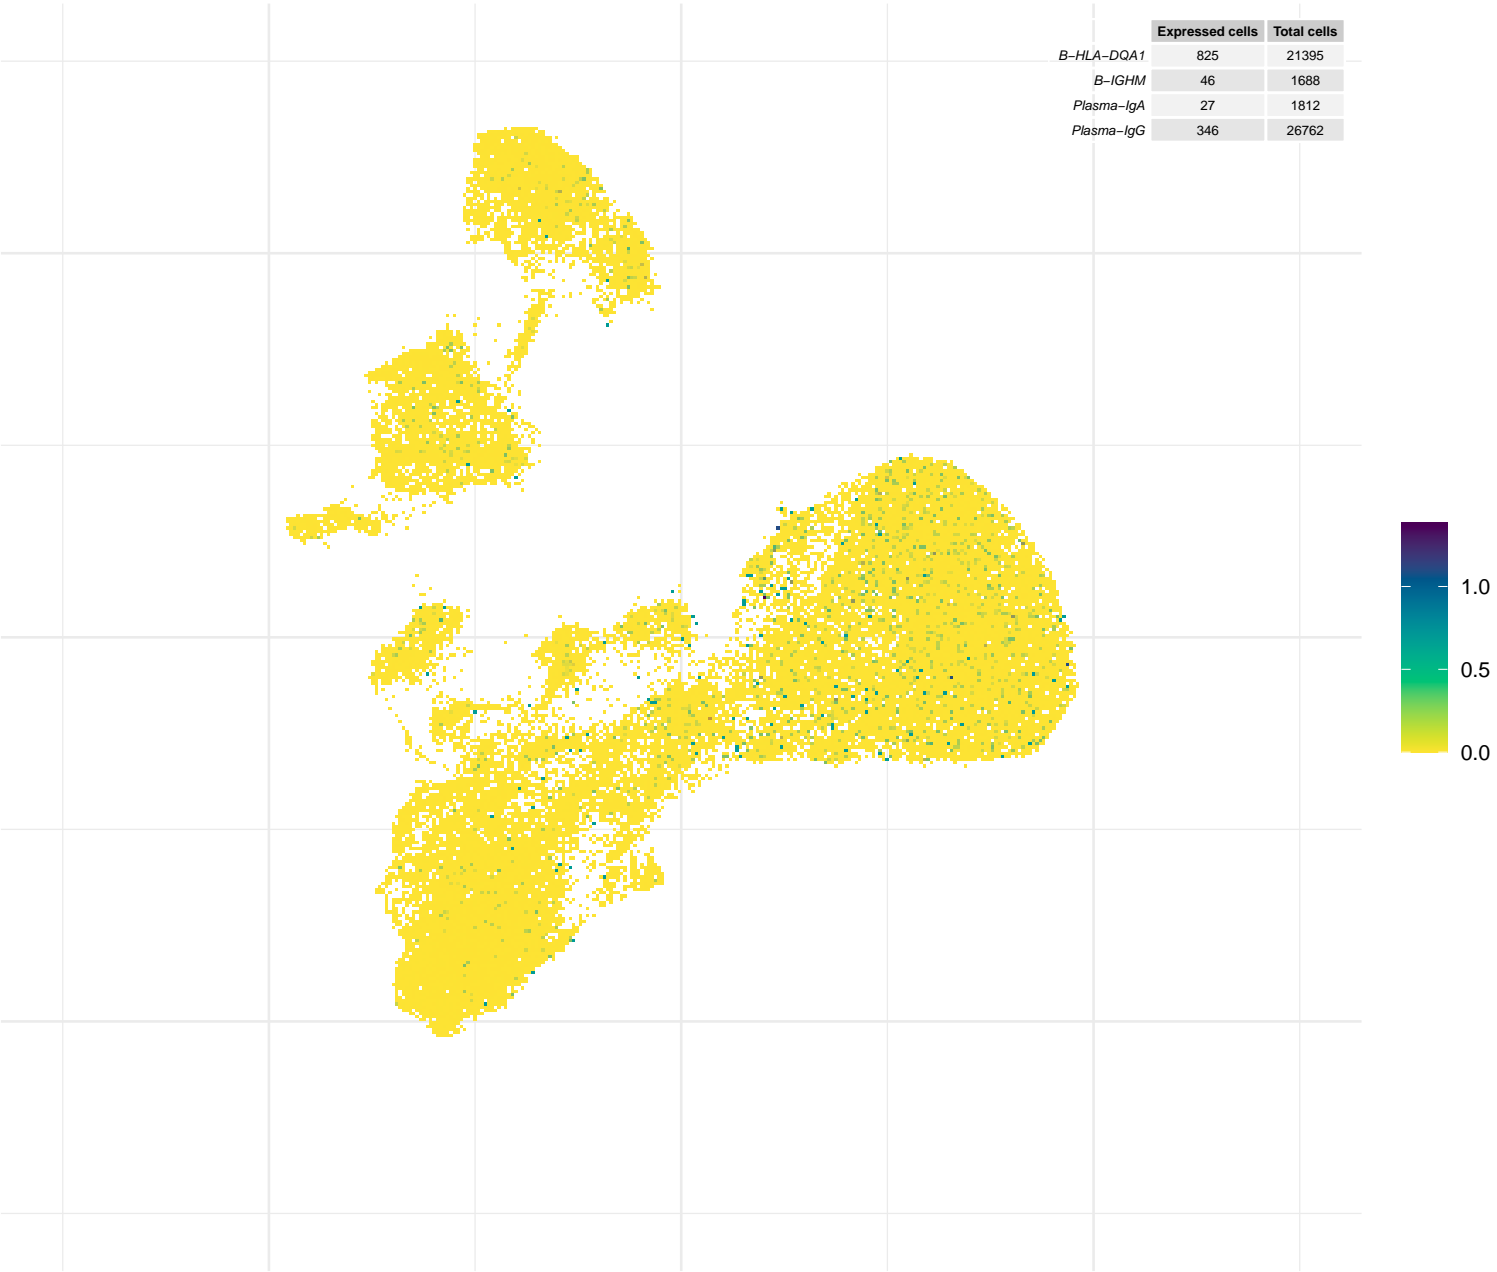 Expressed cells Total cells
B−HLA−DQA1 825 21395
B−IGHM 46 1688
Plasma−IgA 27 1812
Plasma−IgG 346 26762
1.0
0.5
0.0